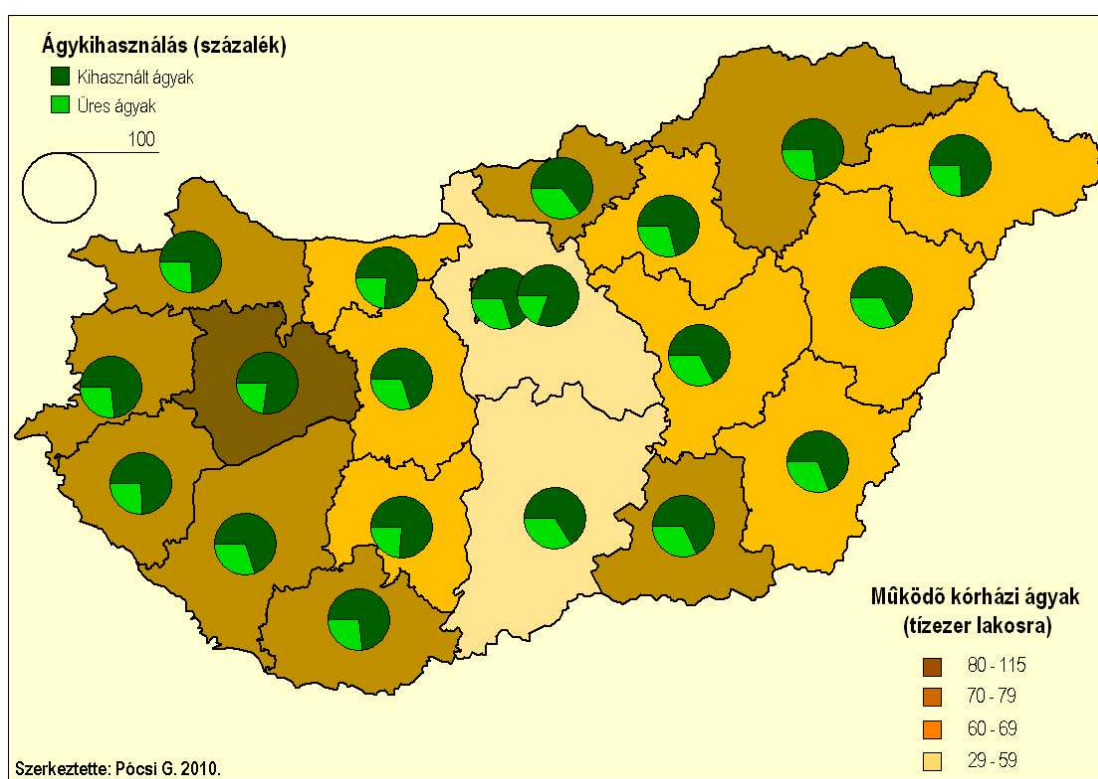 Ágykihasználás (százalék)
Kihasznált ágyak
Üres ágyak
100
Mûködõ kórházi ágyak
(tízezer lakosra)
80 - 115
70 - 79
60 - 69
29 - 59
Szerkeztette: Pócsi G. 2010.